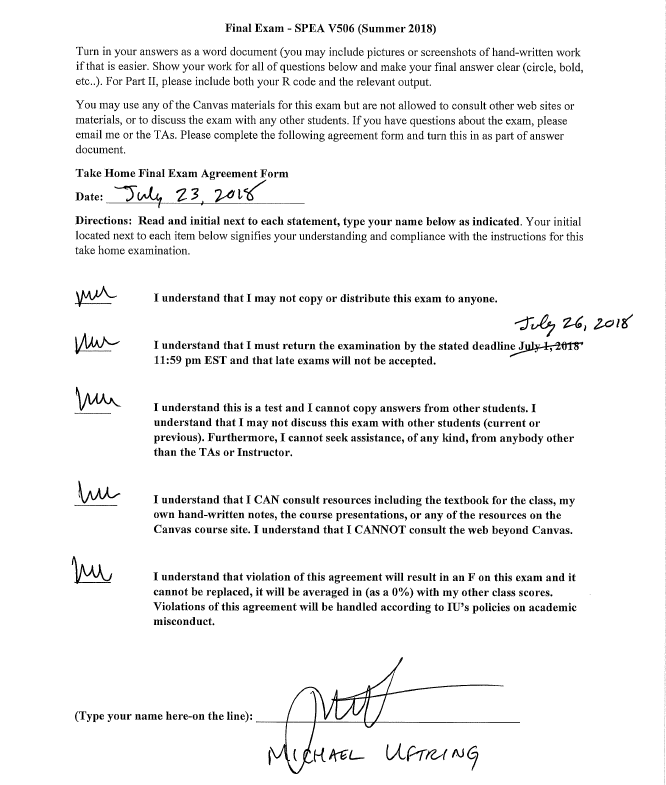 Final Exam - SPEA V506 (Summer 2018)
Turn in your answers as a word document (you may include pictures or screenshots of hand-written work
if that is easier. Show your work for all of questions below and make your final answer clear (circle, bold,
etc..). For Part II, please include both your R code and the relevant output.
You may use any of the Canvas materials for this exam but are not allowed to consult other web sites or
materials, or to discuss the exam with any other students. If you have questions about the exam, please
email me or the TAs. Please complete the following agreement form and turn this in as part of answer
document.
Take Home Final Exam Agreement Form
Date: July 23, 2018
Directions: Read and initial next to each statement, type your name below as indicated. Your initial
located next to each item below signifies your understanding and compliance with the instructions for this
take home examination.
I understand that I may not copy or distribute this exam to anyone.
July 26, 2018
I understand that I must return the examination by the stated deadline July 1, 2018
11:59 pm EST and that late exams will not be accepted.
I understand this is a test and I cannot copy answers from other students. I
understand that I may not discuss this exam with other students (current or
previous). Furthermore, I cannot seek assistance, of any kind, from anybody other
than the TAs or Instructor.
I understand that I CAN consult resources including the textbook for the class, my
own hand-written notes, the course presentations, or any of the resources on the
Canvas course site. I understand that I CANNOT consult the web beyond Canvas.
I understand that violation of this agreement will result in an F on this exam and it
cannot be replaced, it will be averaged in (as a 0%) with my other class scores.
Violations of this agreement will be handled according to IU's policies on academic
misconduct.
(Type your name here-on the line):
MICHAEL UFTRING